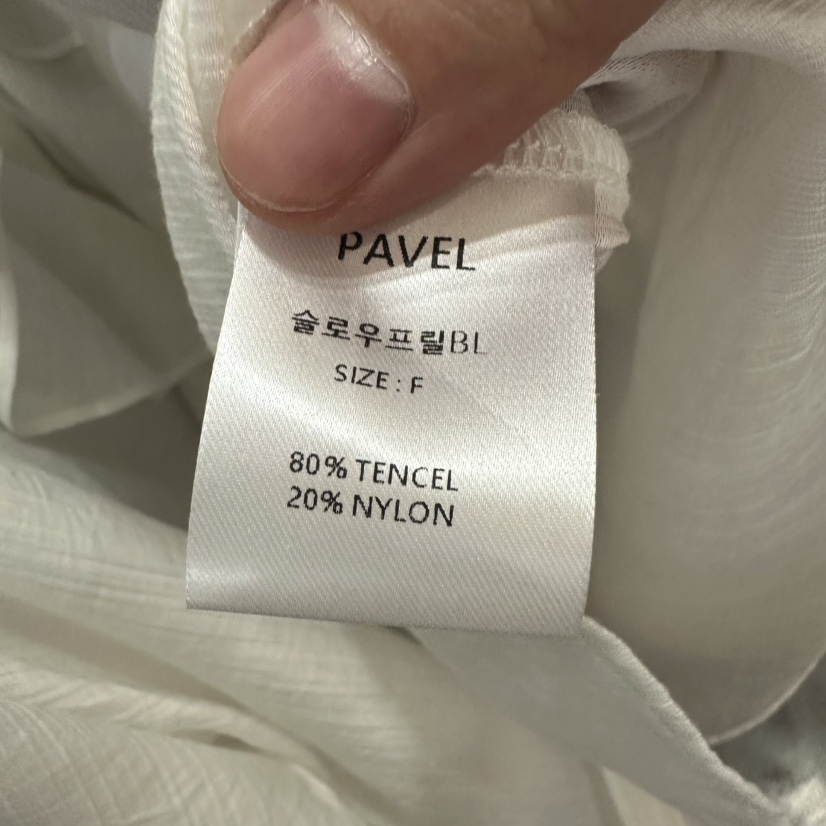 PAVEL
슬로우프릴BL
SIZE : F
80% TENCEL
20% NYLON